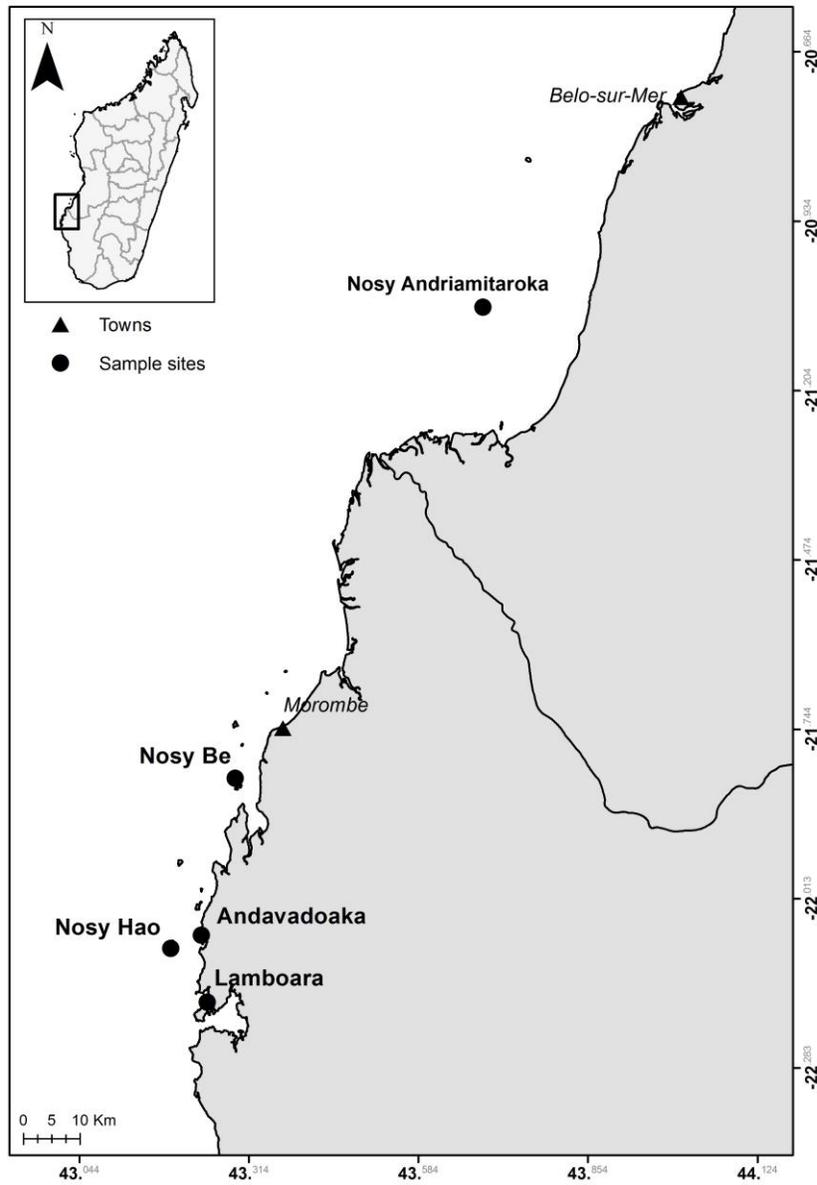 N
Towns
Sample sites
Belo-sur-Mer
Nosy Andriamitaroka
Morombe
Nosy Be
Andavadoaka
Nosy Hao
Lamboara
0 5 10 Km
-20.664
-20.934
-21.204
-21.474
-21.744
-22.013
-22.283
43.044 43.314 43.584 43.854 44.124